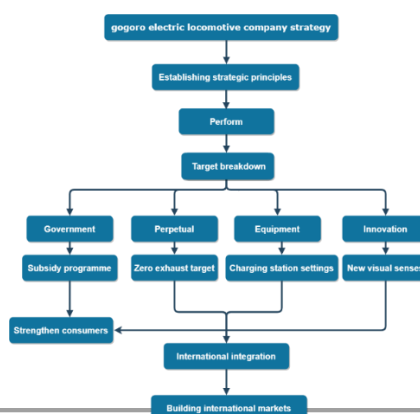 gogoro electric locomotive company strategy
Establishing strategic principles
Perform
Target breakdown
Government
Perpetual
Equipment
Innovation
Subsidy programme
Zero exhaust target
Charging station settings
New visual senses
Strengthen consumers
International integration
Building international markets